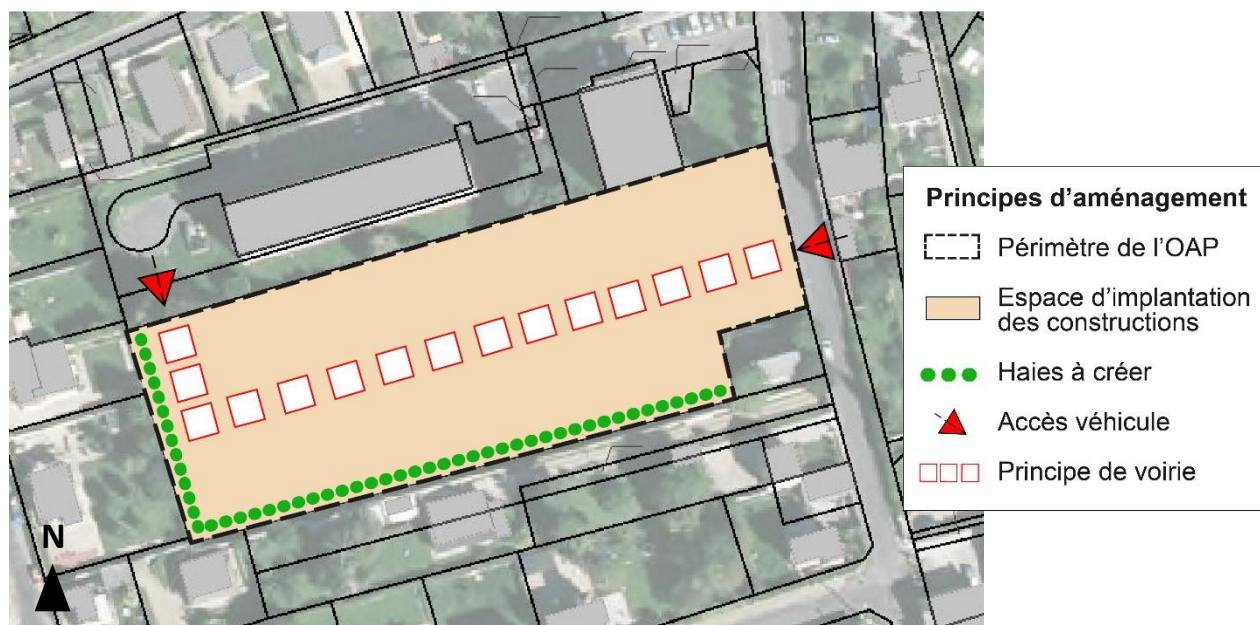 Principes d'aménagement
Périmètre de l'OAP
Espace d'implantation
des constructions
Haies à créer
Accès véhicule
Principe de voirie
N